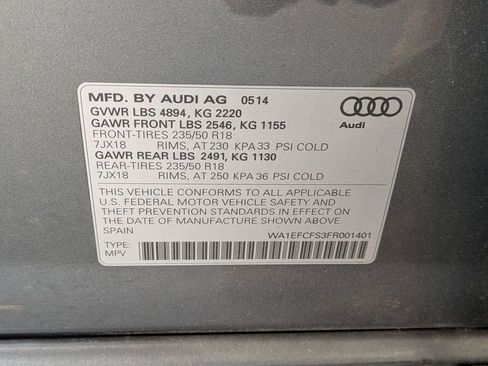 MFD. BY AUDI AG 0514
GVWR LBS 4894, KG 2220
GAWR FRONT LBS 2546, KG 1155
FRONT-TIRES 235/50 R18
7JX18 RIMS, AT 230 KPA 33 PSI COLD
GAWR REAR LBS 2491, KG 1130
REAR-TIRES 235/50 R18
7JX18 RIMS, AT 250 KPA 36 PSI COLD
Audi
THIS VEHICLE CONFORMS TO ALL APPLICABLE
U.S. FEDERAL MOTOR VEHICLE SAFETY AND
THEFT PREVENTION STANDARDS IN EFFECT
ON THE DATE OF MANUFACTURE SHOWN ABOVE.
SPAIN
WA1EFCFS3FR001401
TYPE:
MPV